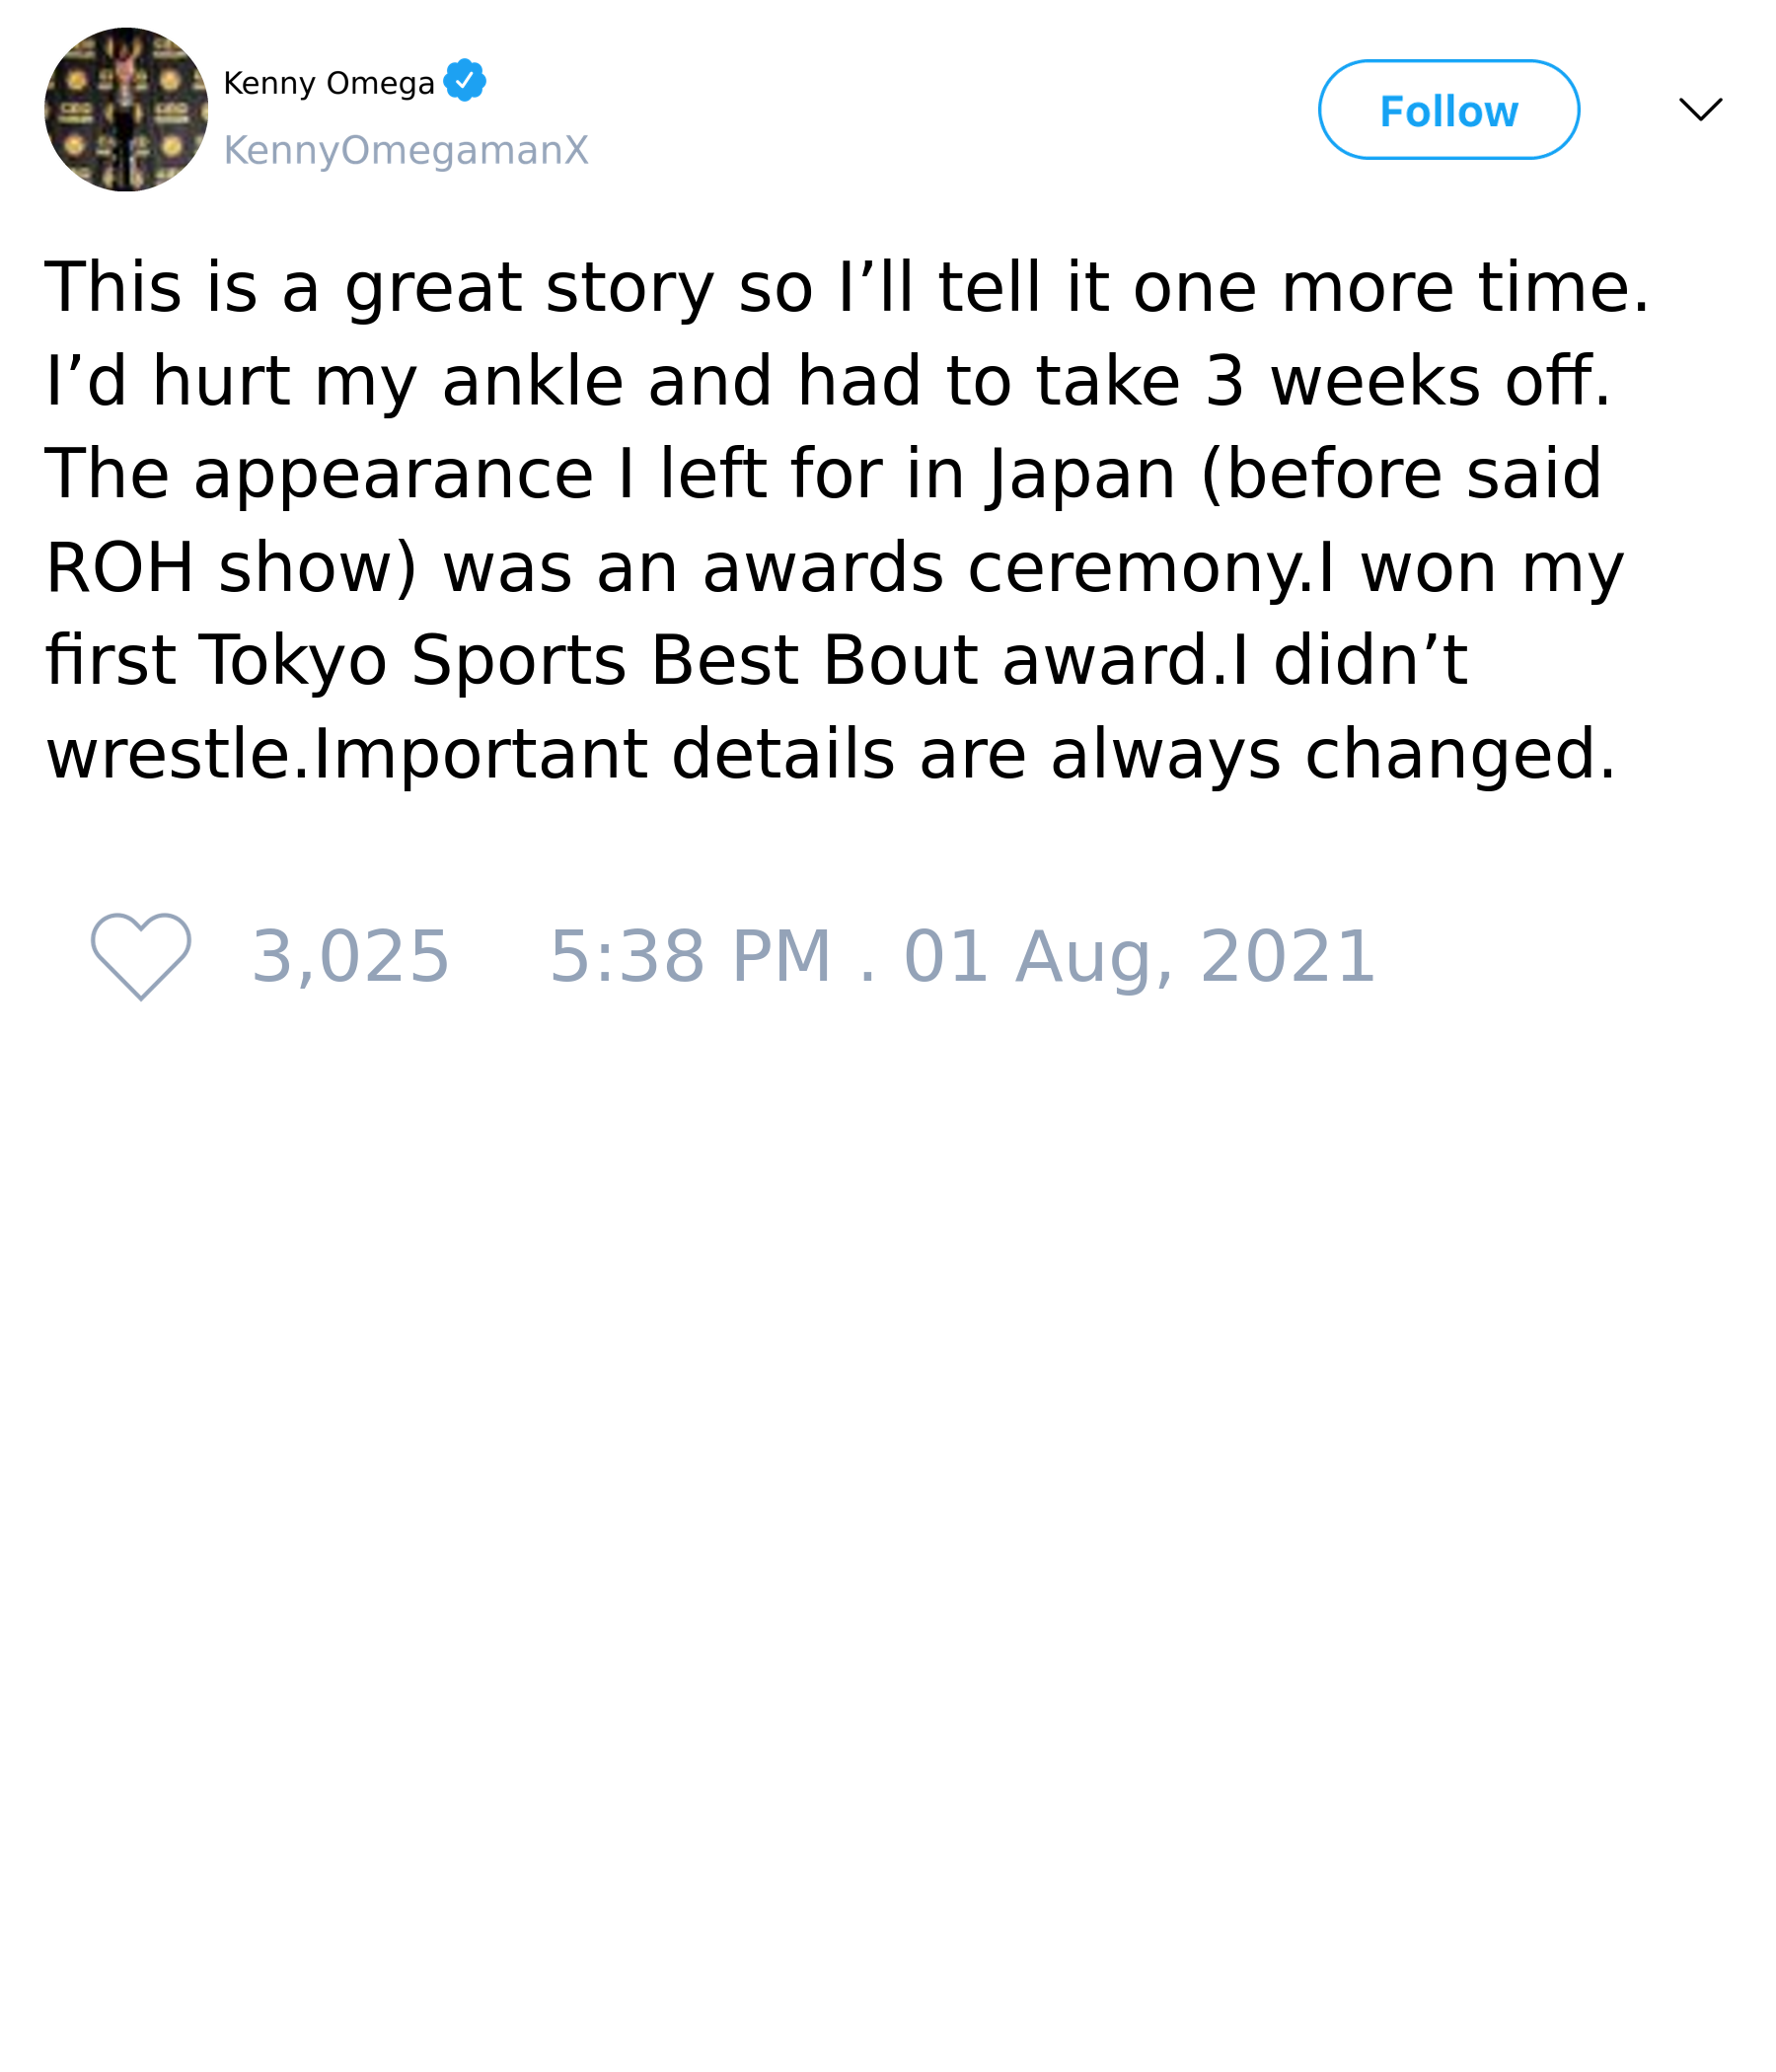 Kenny Omega
KennyOmegamanX
Follow
This is a great story so I’ll tell it one more time.
I’d hurt my ankle and had to take 3 weeks off.
The appearance I left for in Japan (before said
ROH show) was an awards ceremony.I won my
first Tokyo Sports Best Bout award.I didn’t
wrestle.Important details are always changed.
3,025 5:38 PM . 01 Aug, 2021